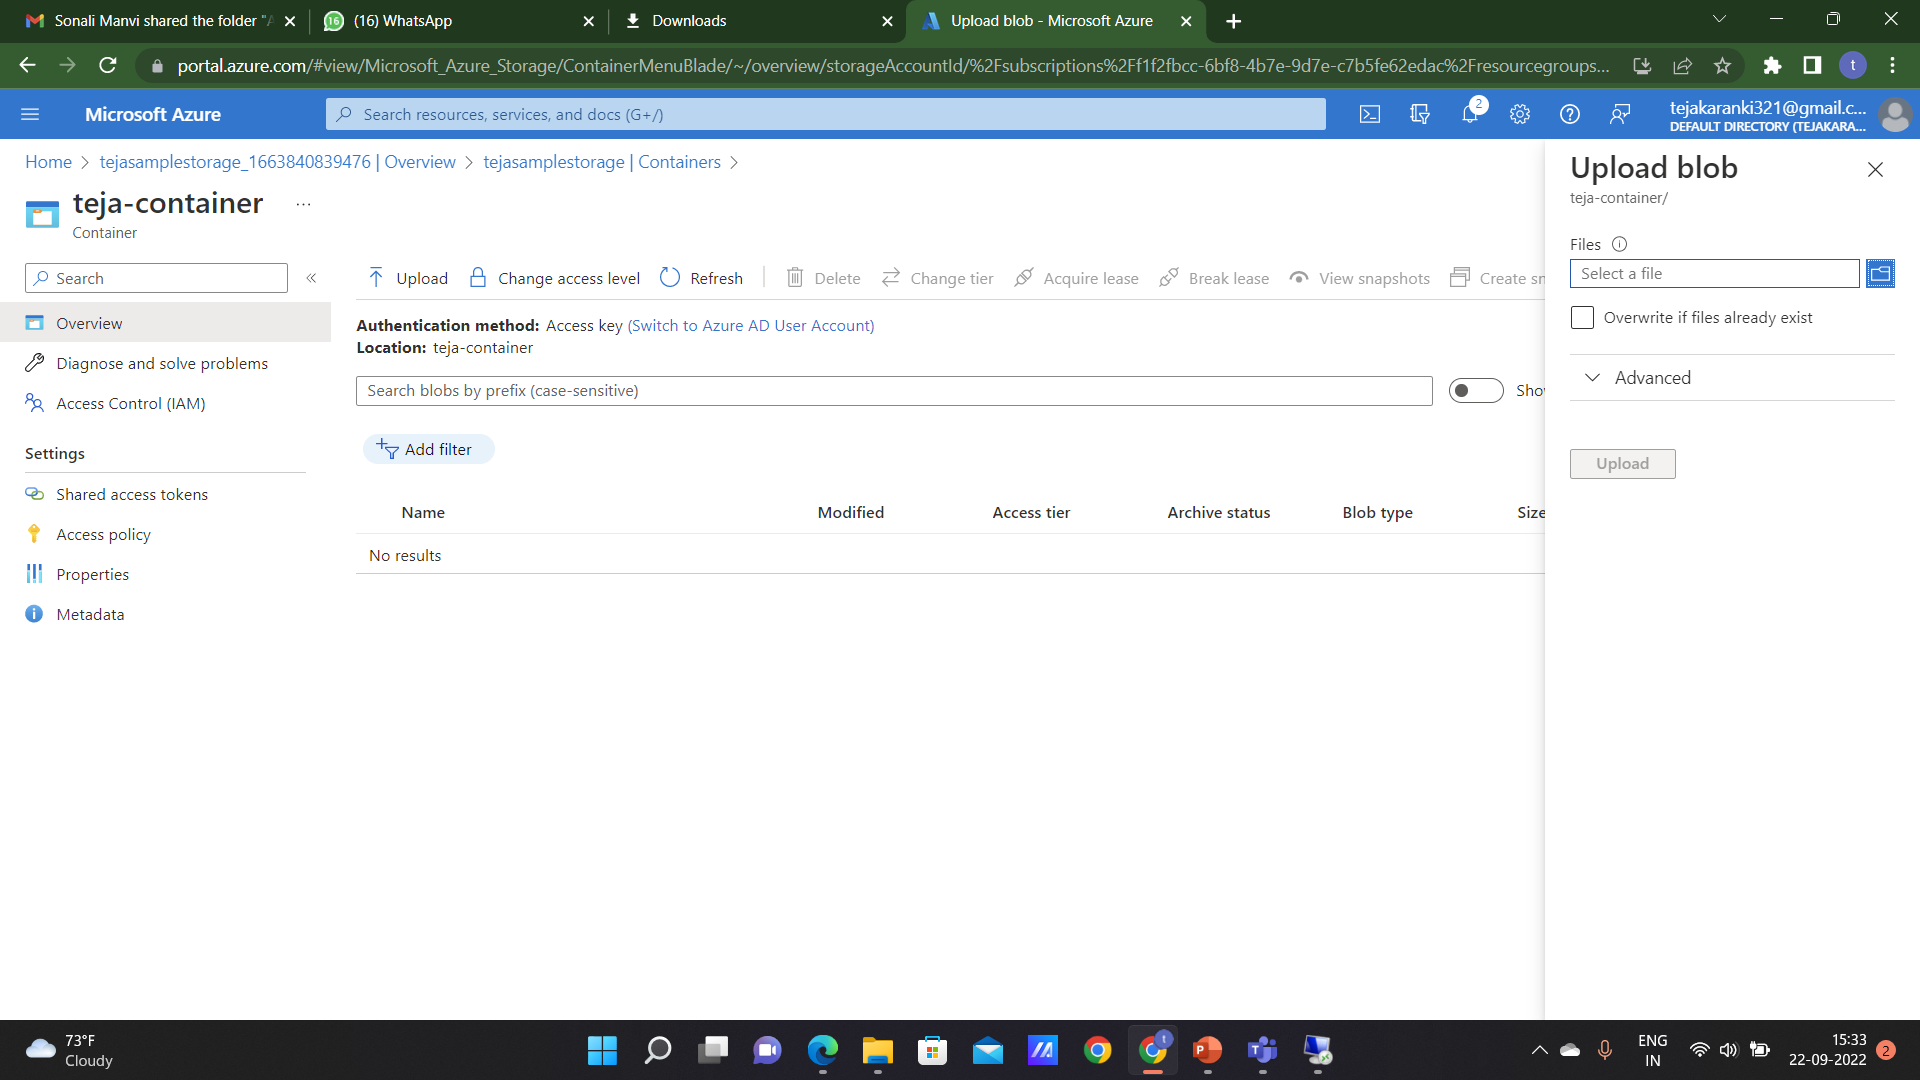 Sonali Manvi shared the folder "A
(16) WhatsApp
Downloads
Upload blob - Microsoft Azure
portal.azure.com/#view/Microsoft_Azure_Storage/ContainerMenuBlade/~/overview/storageAccountId/%2Fsubscriptions%2Ff1f2fbcc-6bf8-4b7e-9d7e-c7b5fe62edac%2Fresourcegroups...
t
Microsoft Azure
Search resources, services, and docs (G+/)
2
tejakaranki321@gmail.c...
DEFAULT DIRECTORY (TEJAKARA...
Home > tejasamplestorage_1663840839476 | Overview > tejasamplestorage | Containers >
teja-container ...
Container
Search
«
Overview
Diagnose and solve problems
Access Control (IAM)
Settings
Shared access tokens
Access policy
Properties
Metadata
Upload
Change access level
Refresh
Delete
Change tier
Acquire lease
Break lease
View snapshots
Create sn
Authentication method: Access key (Switch to Azure AD User Account)
Location: teja-container
Search blobs by prefix (case-sensitive)
Show
Add filter
Name Modified Access tier Archive status Blob type Size
No results
Upload blob
teja-container/
Files
Select a file
Overwrite if files already exist
Advanced
Upload
73°F
Cloudy
t
ENG
IN
15:33
22-09-2022
2